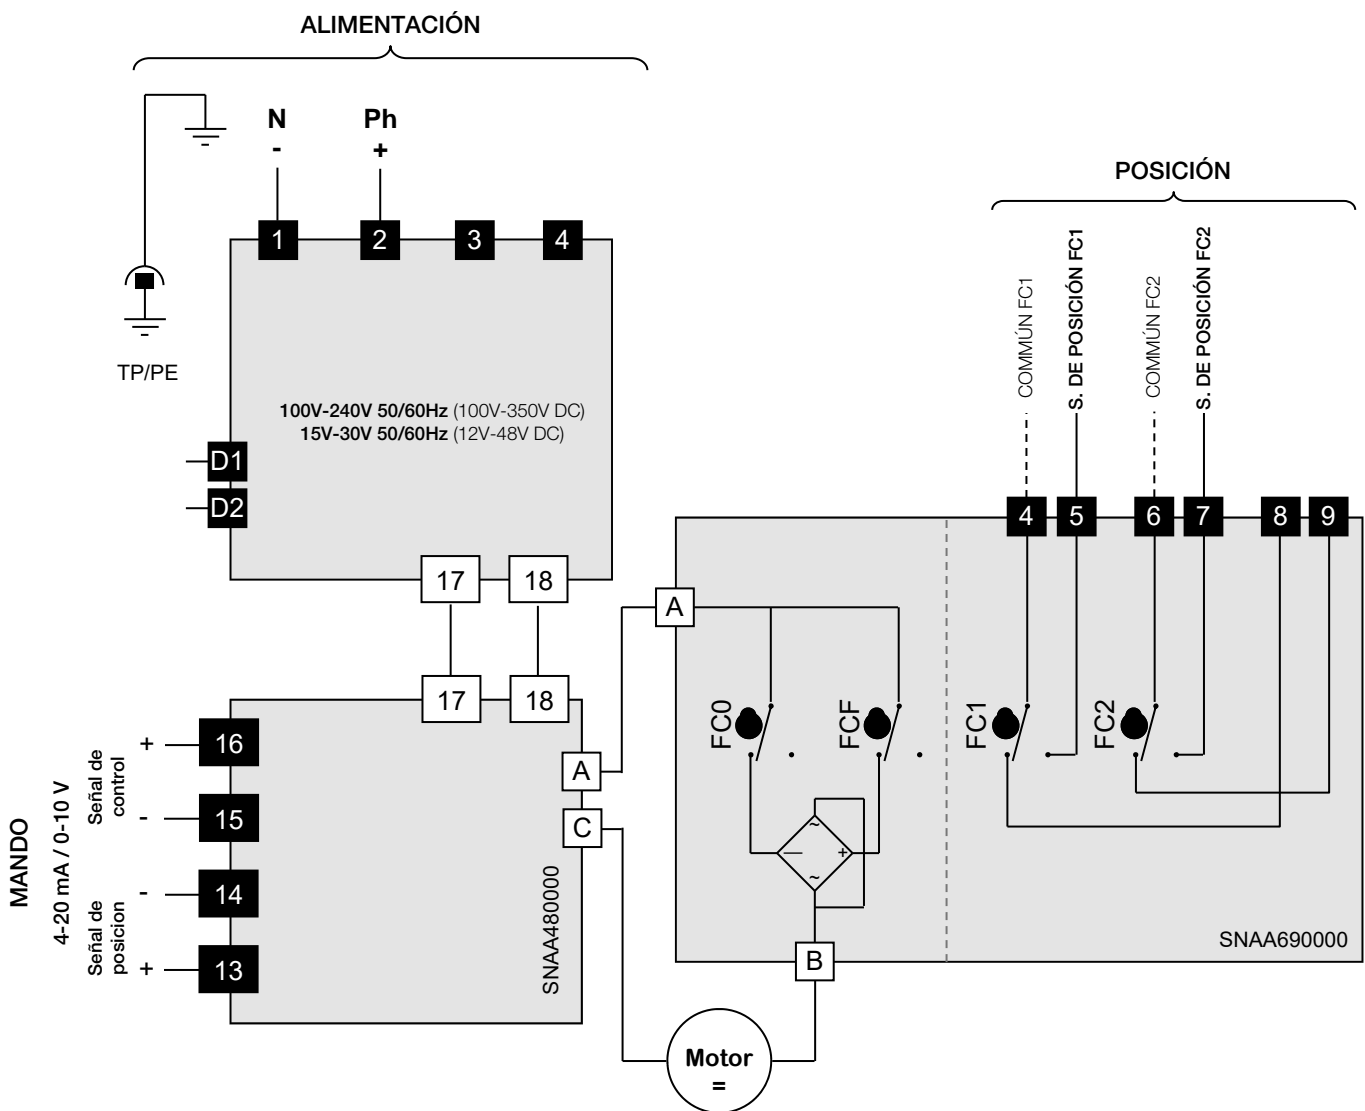 ALIMENTACIÓN
N
-
Ph
+
1
2
3
4
TP/PE
100V-240V 50/60Hz (100V-350V DC)
15V-30V 50/60Hz (12V-48V DC)
D1
D2
17
18
POSICIÓN
COMMÚN FC1
S. DE POSICIÓN FC1
COMMÚN FC2
S. DE POSICIÓN FC2
4
5
6
7
8
9
17
18
MANDO
4-20 mA / 0-10 V
Señal de
control
Señal de
posicion
+
16
-
15
-
14
+
13
A
C
SNAA480000
A
FC0
FCF
FC1
FC2
~
—
+
~
B
SNAA690000
Motor
=